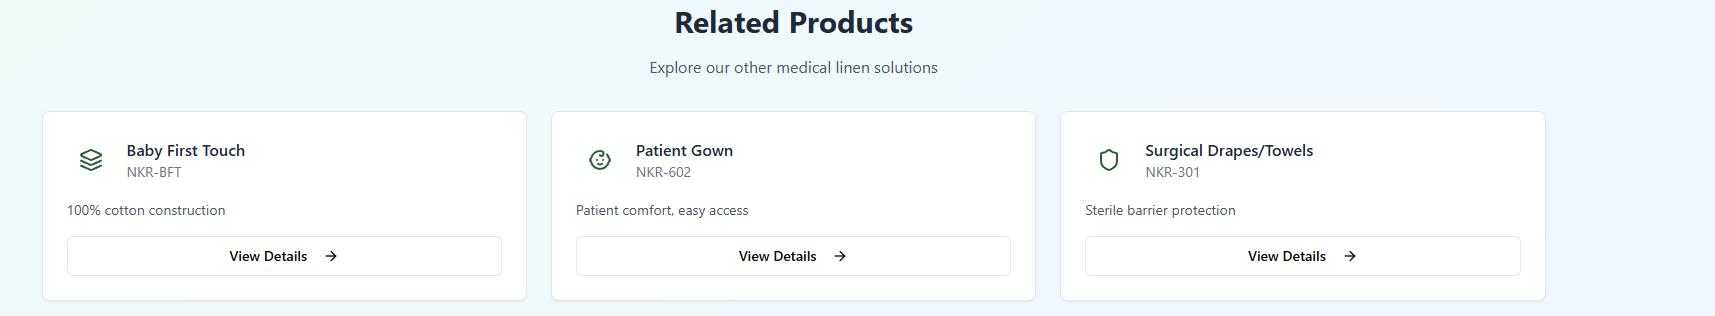 Related Products
Explore our other medical linen solutions
Baby First Touch
NKR-BFT
100% cotton construction
View Details
Patient Gown
NKR-602
Patient comfort, easy access
View Details
Surgical Drapes/Towels
NKR-301
Sterile barrier protection
View Details